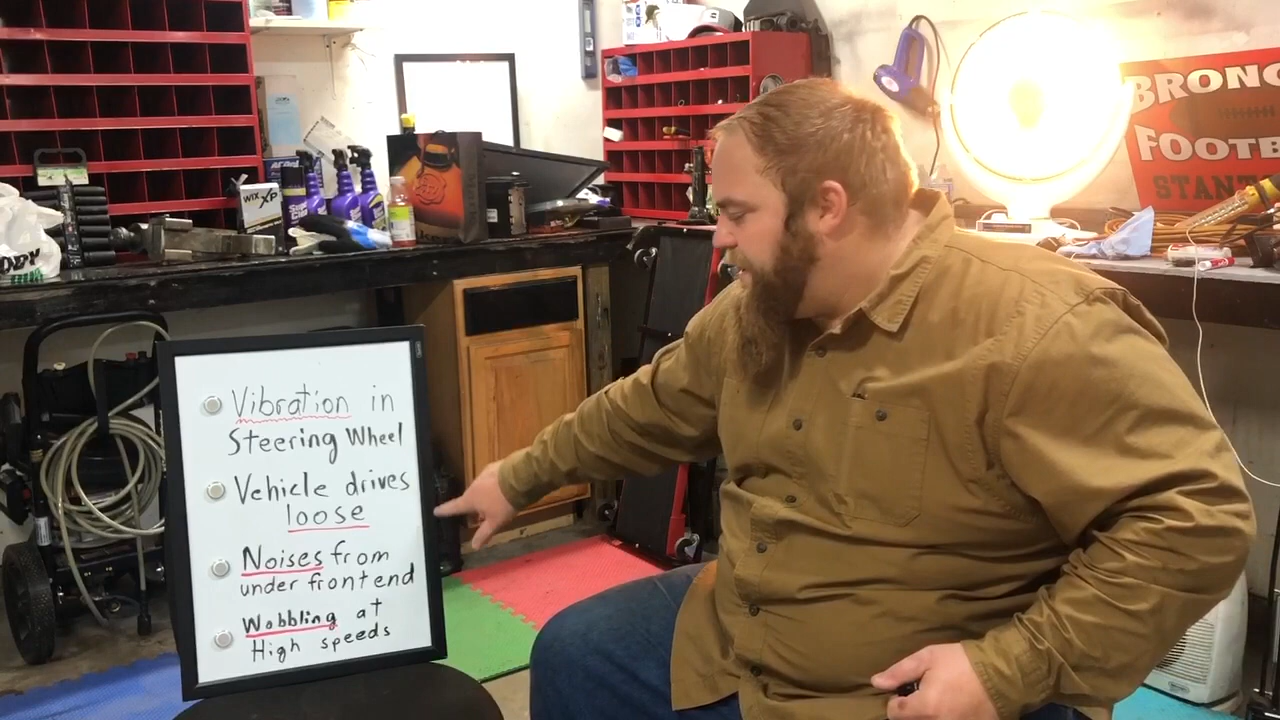 Vibration in
Steering Wheel
Vehicle drives
loose
Noises from
under front end
Wobbling at
High speeds
WIX
XP
BRONC
FOOTB
STANT